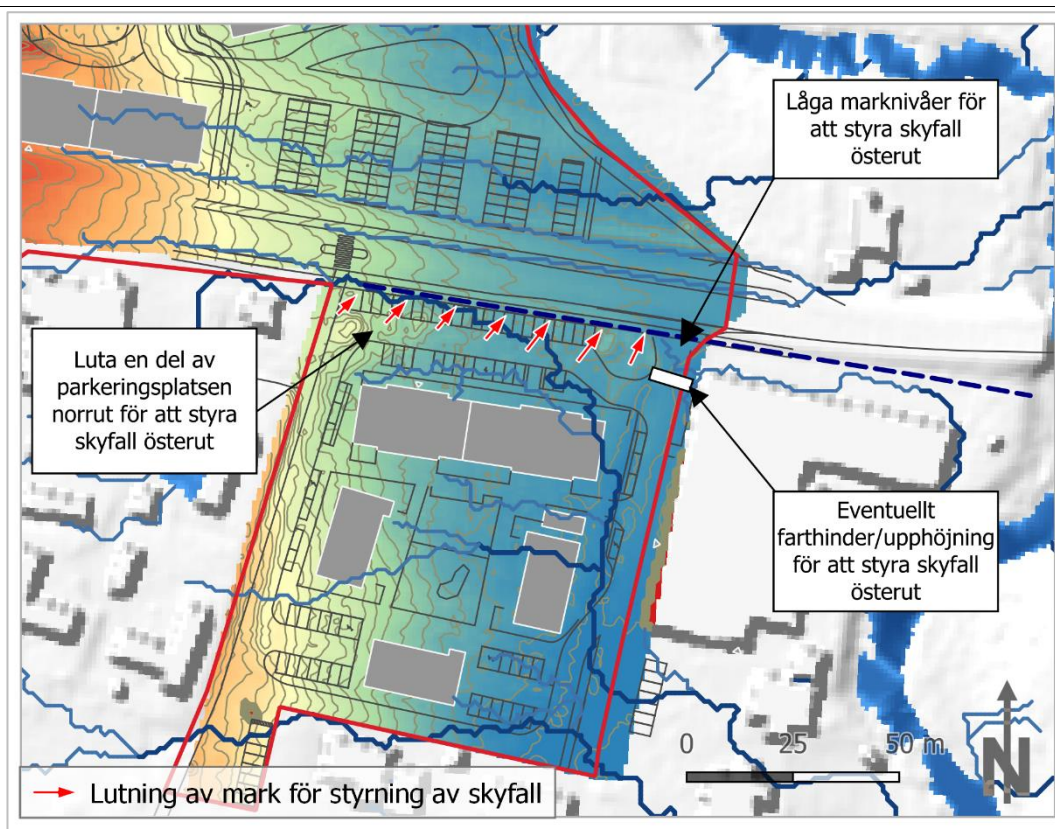 Låga marknivåer för
att styra skyfall
österut
Luta en del av
parkeringsplatsen
norrut för att styra
skyfall österut
Eventuellt
farthinder/upphöjning
för att styra skyfall
österut
0 25 50 m
N
Lutning av mark för styrning av skyfall